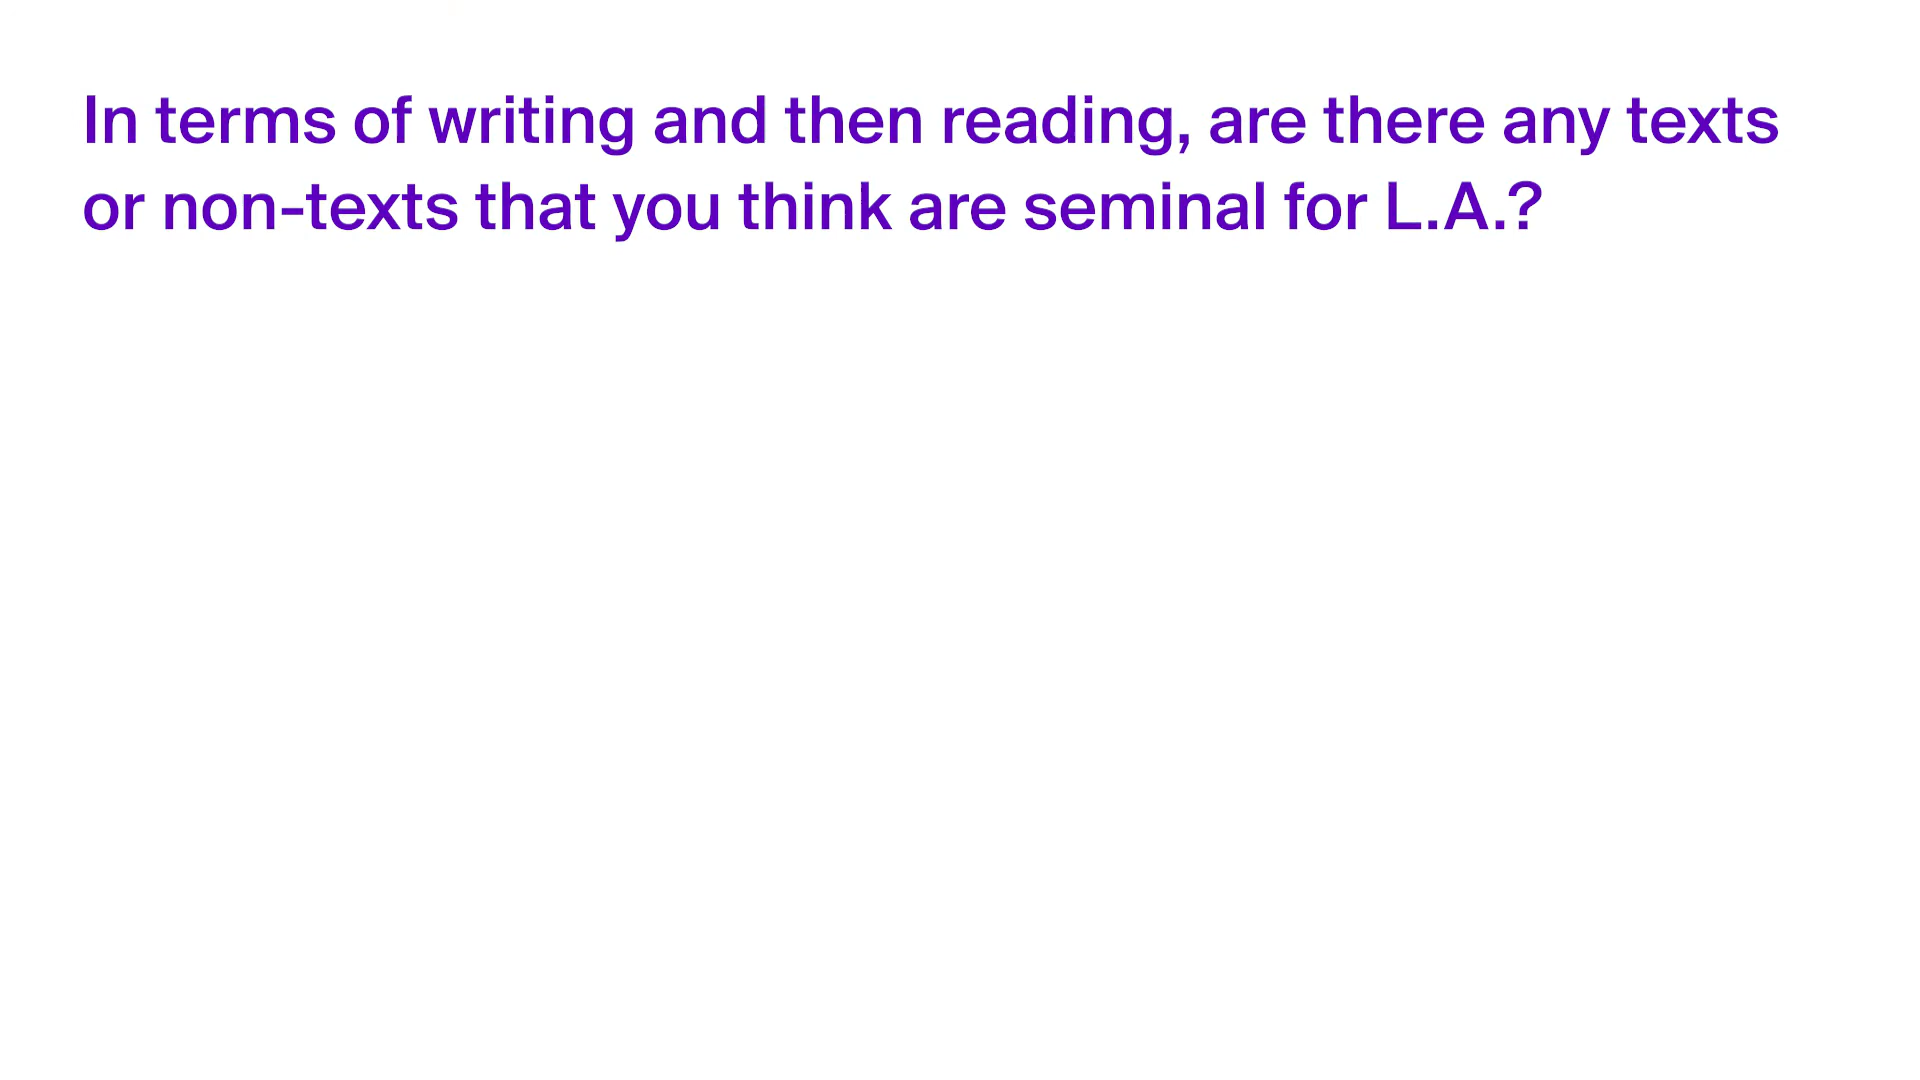 In terms of writing and then reading, are there any texts
or non-texts that you think are seminal for L.A.?